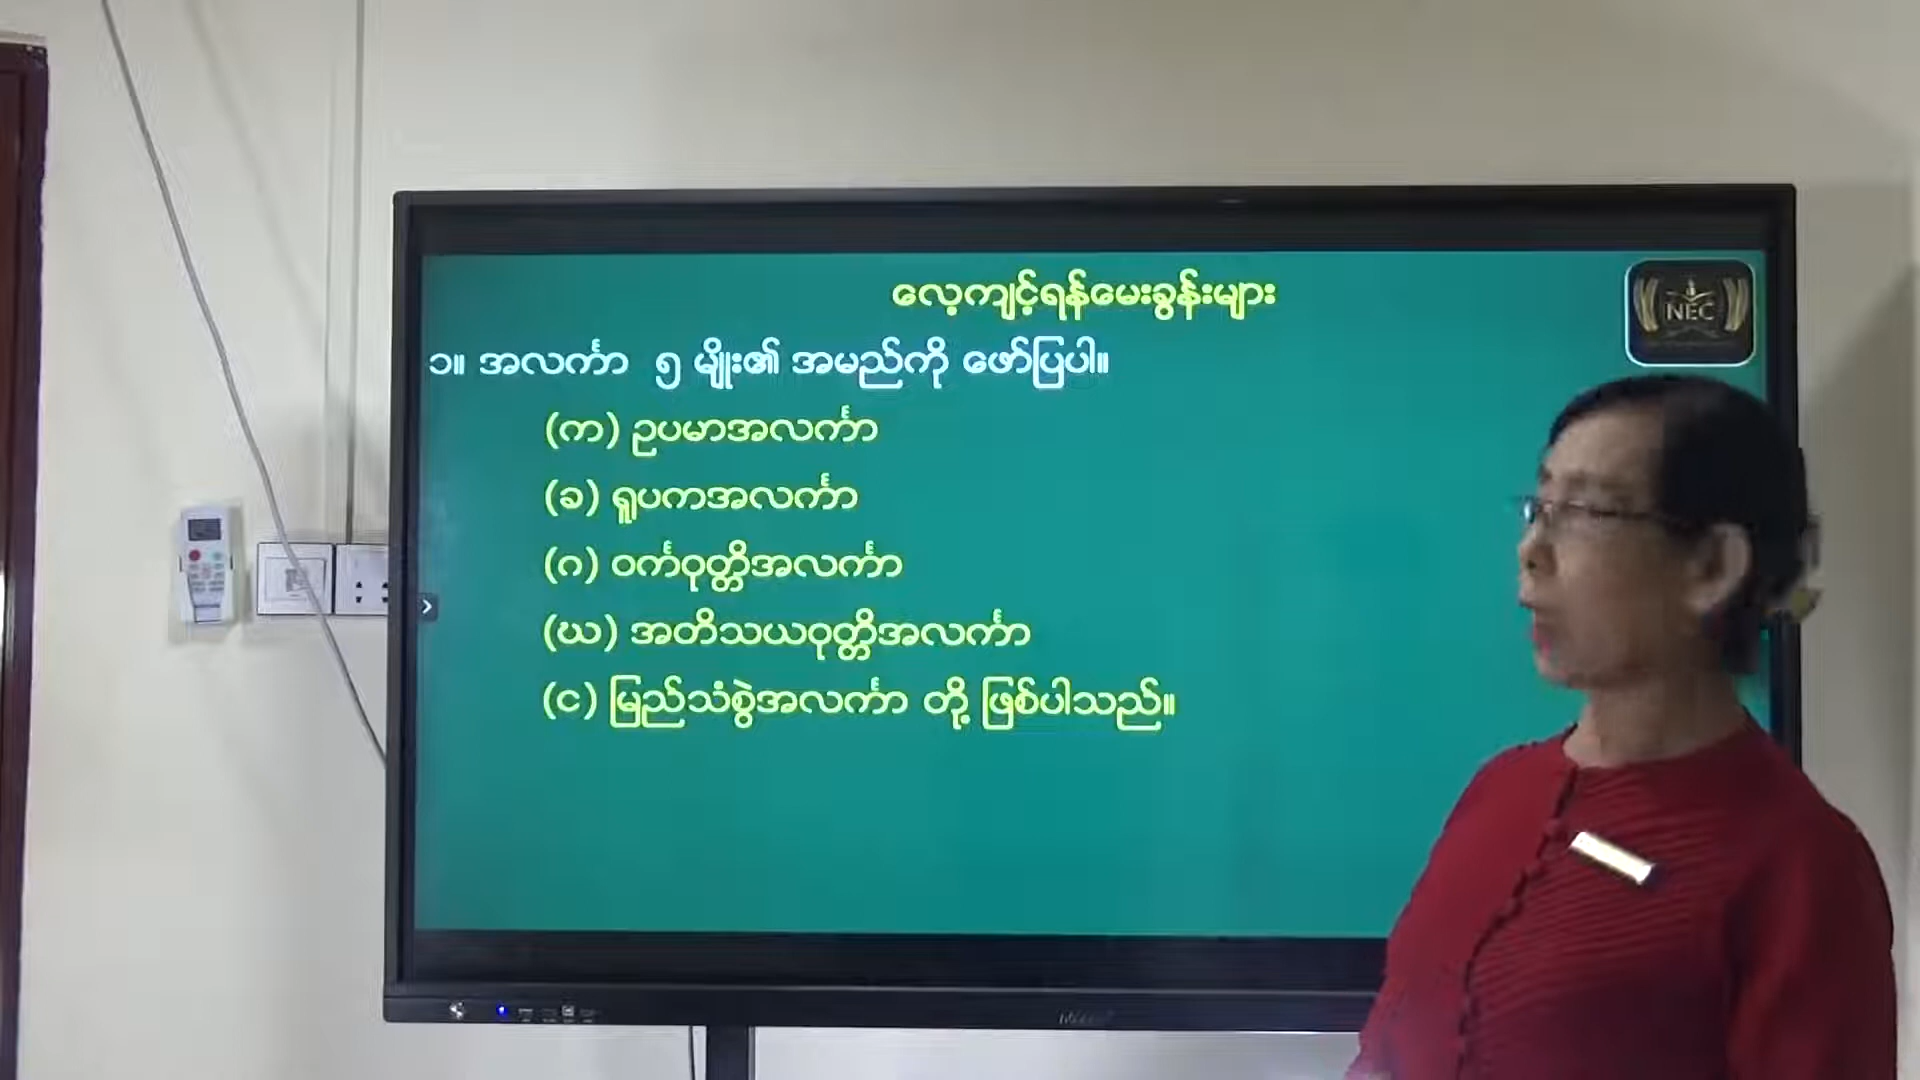 လေ့ကျင့်ရန်မေးခွန်းများ
NEC
၁။ အလင်္ကာ ၅ မျိုး၏ အမည်ကို ဖော်ပြပါ။
(က) ဥပမာအလင်္ကာ
(ခ) ရူပကအလင်္ကာ
(ဂ) ဝင်္ကဝုတ္တိအလင်္ကာ
(ဃ) အတိသယဝုတ္တိအလင်္ကာ
(င) မြည်သံစွဲအလင်္ကာ တို့ ဖြစ်ပါသည်။